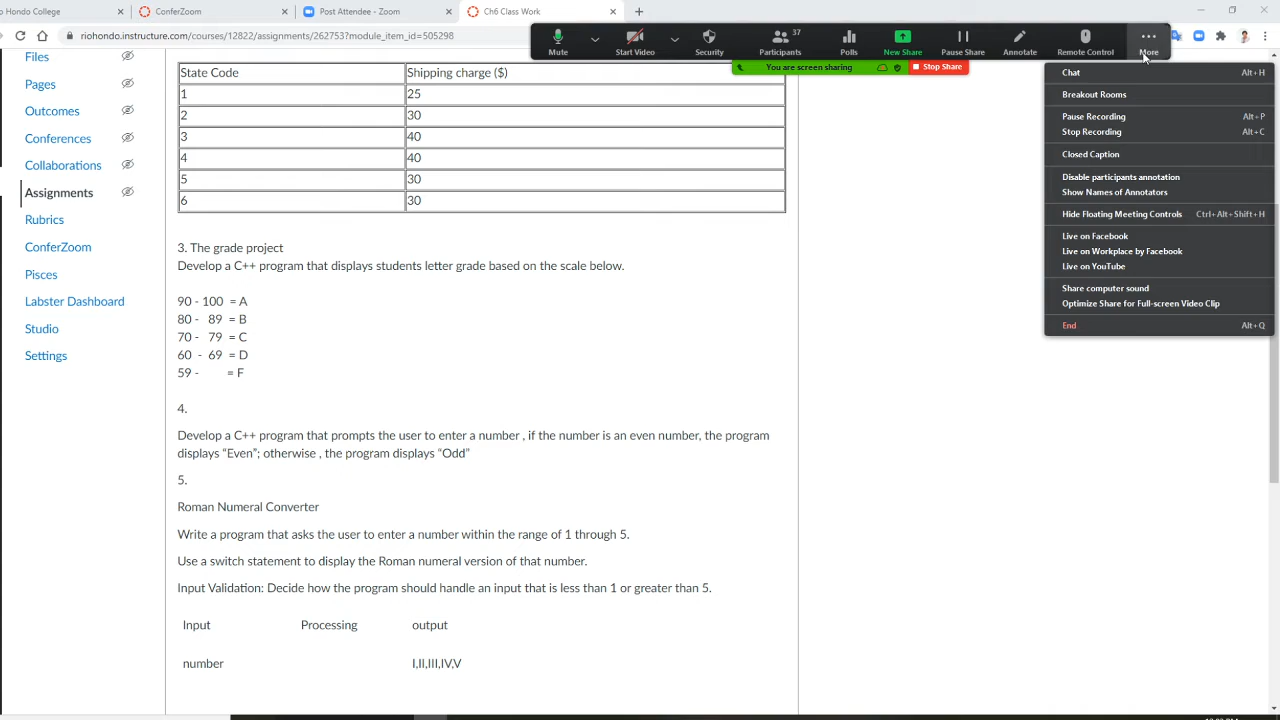 o Hondo College
ConferZoom
Post Attendee - Zoom
Ch6 Class Work
riohondo.instructure.com/courses/12822/assignments/262753?module_item_id=505298
Mute
Start Video
Security
Participants
37
Polls
New Share
Pause Share
Annotate
Remote Control
More
You are screen sharing
Stop Share
Chat Alt+H
Breakout Rooms
Pause Recording Alt+P
Stop Recording Alt+C
Closed Caption
Disable participants annotation
Show Names of Annotators
Hide Floating Meeting Controls Ctrl+Alt+Shift+H
Live on Facebook
Live on Workplace by Facebook
Live on YouTube
Share computer sound
Optimize Share for Full-screen Video Clip
End Alt+Q
Files
Pages
Outcomes
Conferences
Collaborations
Assignments
Rubrics
ConferZoom
Pisces
Labster Dashboard
Studio
Settings
State Code Shipping charge ($)
1 25
2 30
3 40
4 40
5 30
6 30
3. The grade project
Develop a C++ program that displays students letter grade based on the scale below.
90 - 100 = A
80 - 89 = B
70 - 79 = C
60 - 69 = D
59 - = F
4.
Develop a C++ program that prompts the user to enter a number , if the number is an even number, the program
displays “Even”; otherwise , the program displays “Odd”
5.
Roman Numeral Converter
Write a program that asks the user to enter a number within the range of 1 through 5.
Use a switch statement to display the Roman numeral version of that number.
Input Validation: Decide how the program should handle an input that is less than 1 or greater than 5.
Input Processing output
number I,II,III,IV,V